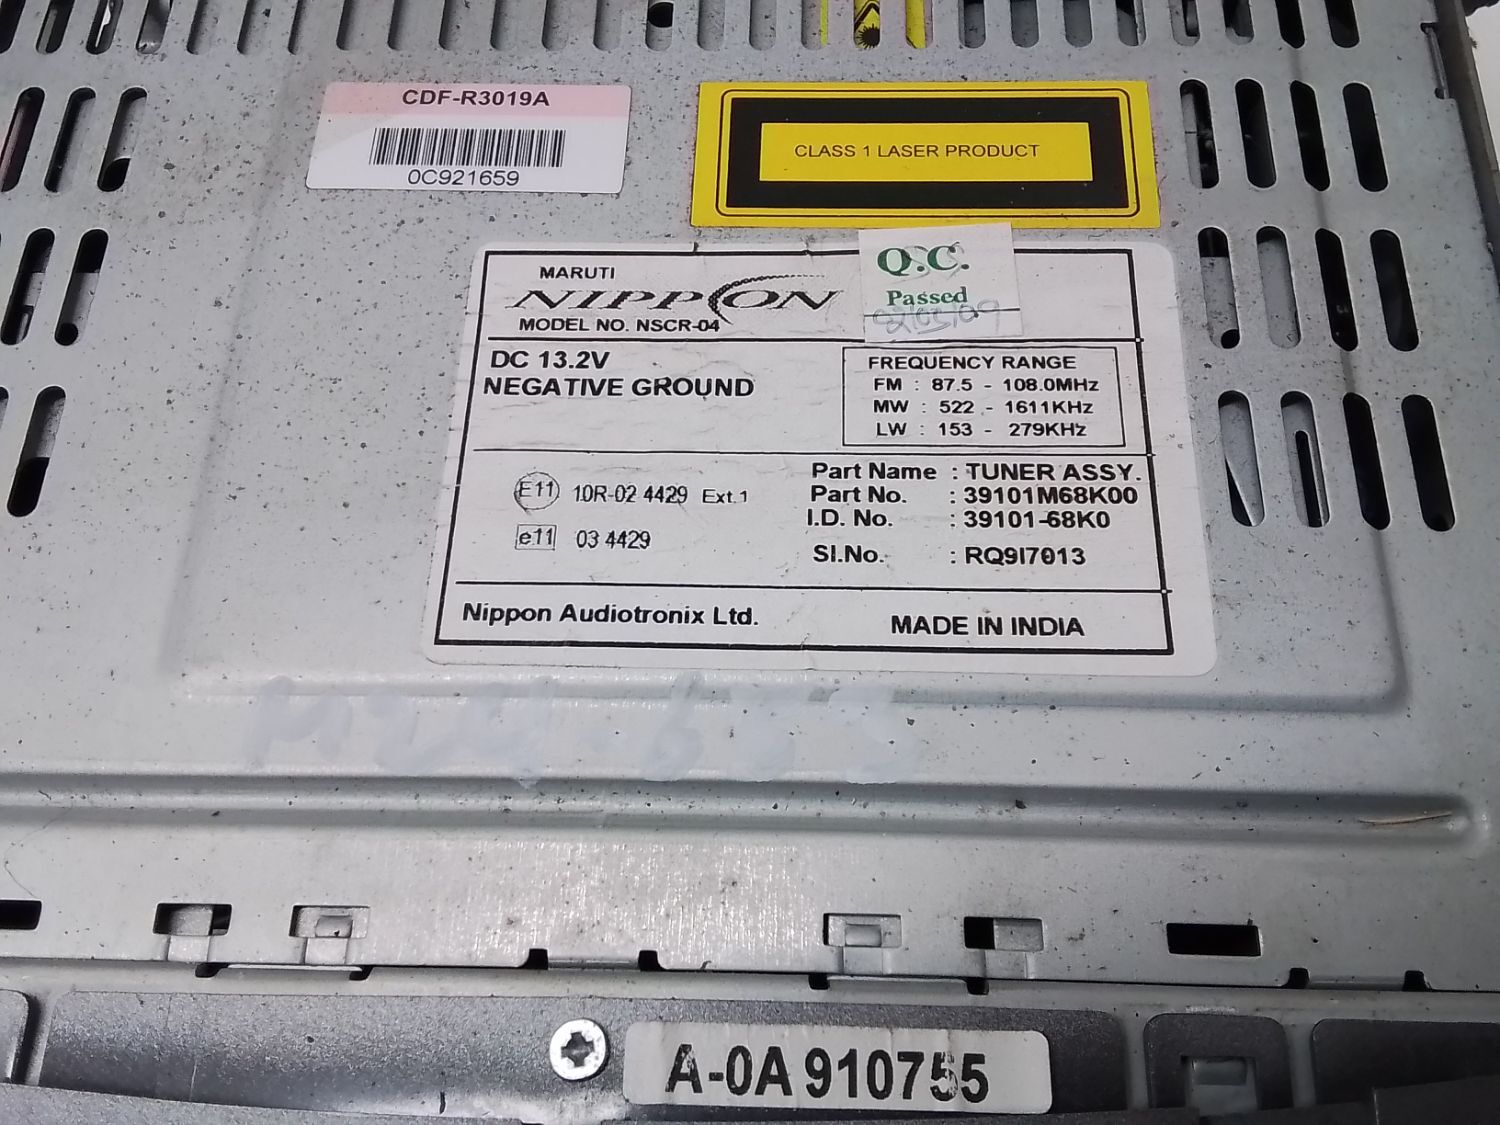 CDF-R3019A
0C921659
CLASS 1 LASER PRODUCT
Q.C.
Passed
MARUTI
NIPPON
MODEL NO. NSCR-04
DC 13.2V
NEGATIVE GROUND
FREQUENCY RANGE
FM : 87.5 - 108.0MHz
MW : 522 - 1611KHz
LW : 153 - 279KHz
E11 10R-02 4429 Ext.1
e11 03 4429
Part Name : TUNER ASSY.
Part No. : 39101M68K00
I.D. No. : 39101-68K0
SI.No. : RQ9I7013
Nippon Audiotronix Ltd.
MADE IN INDIA
A-0A 910755